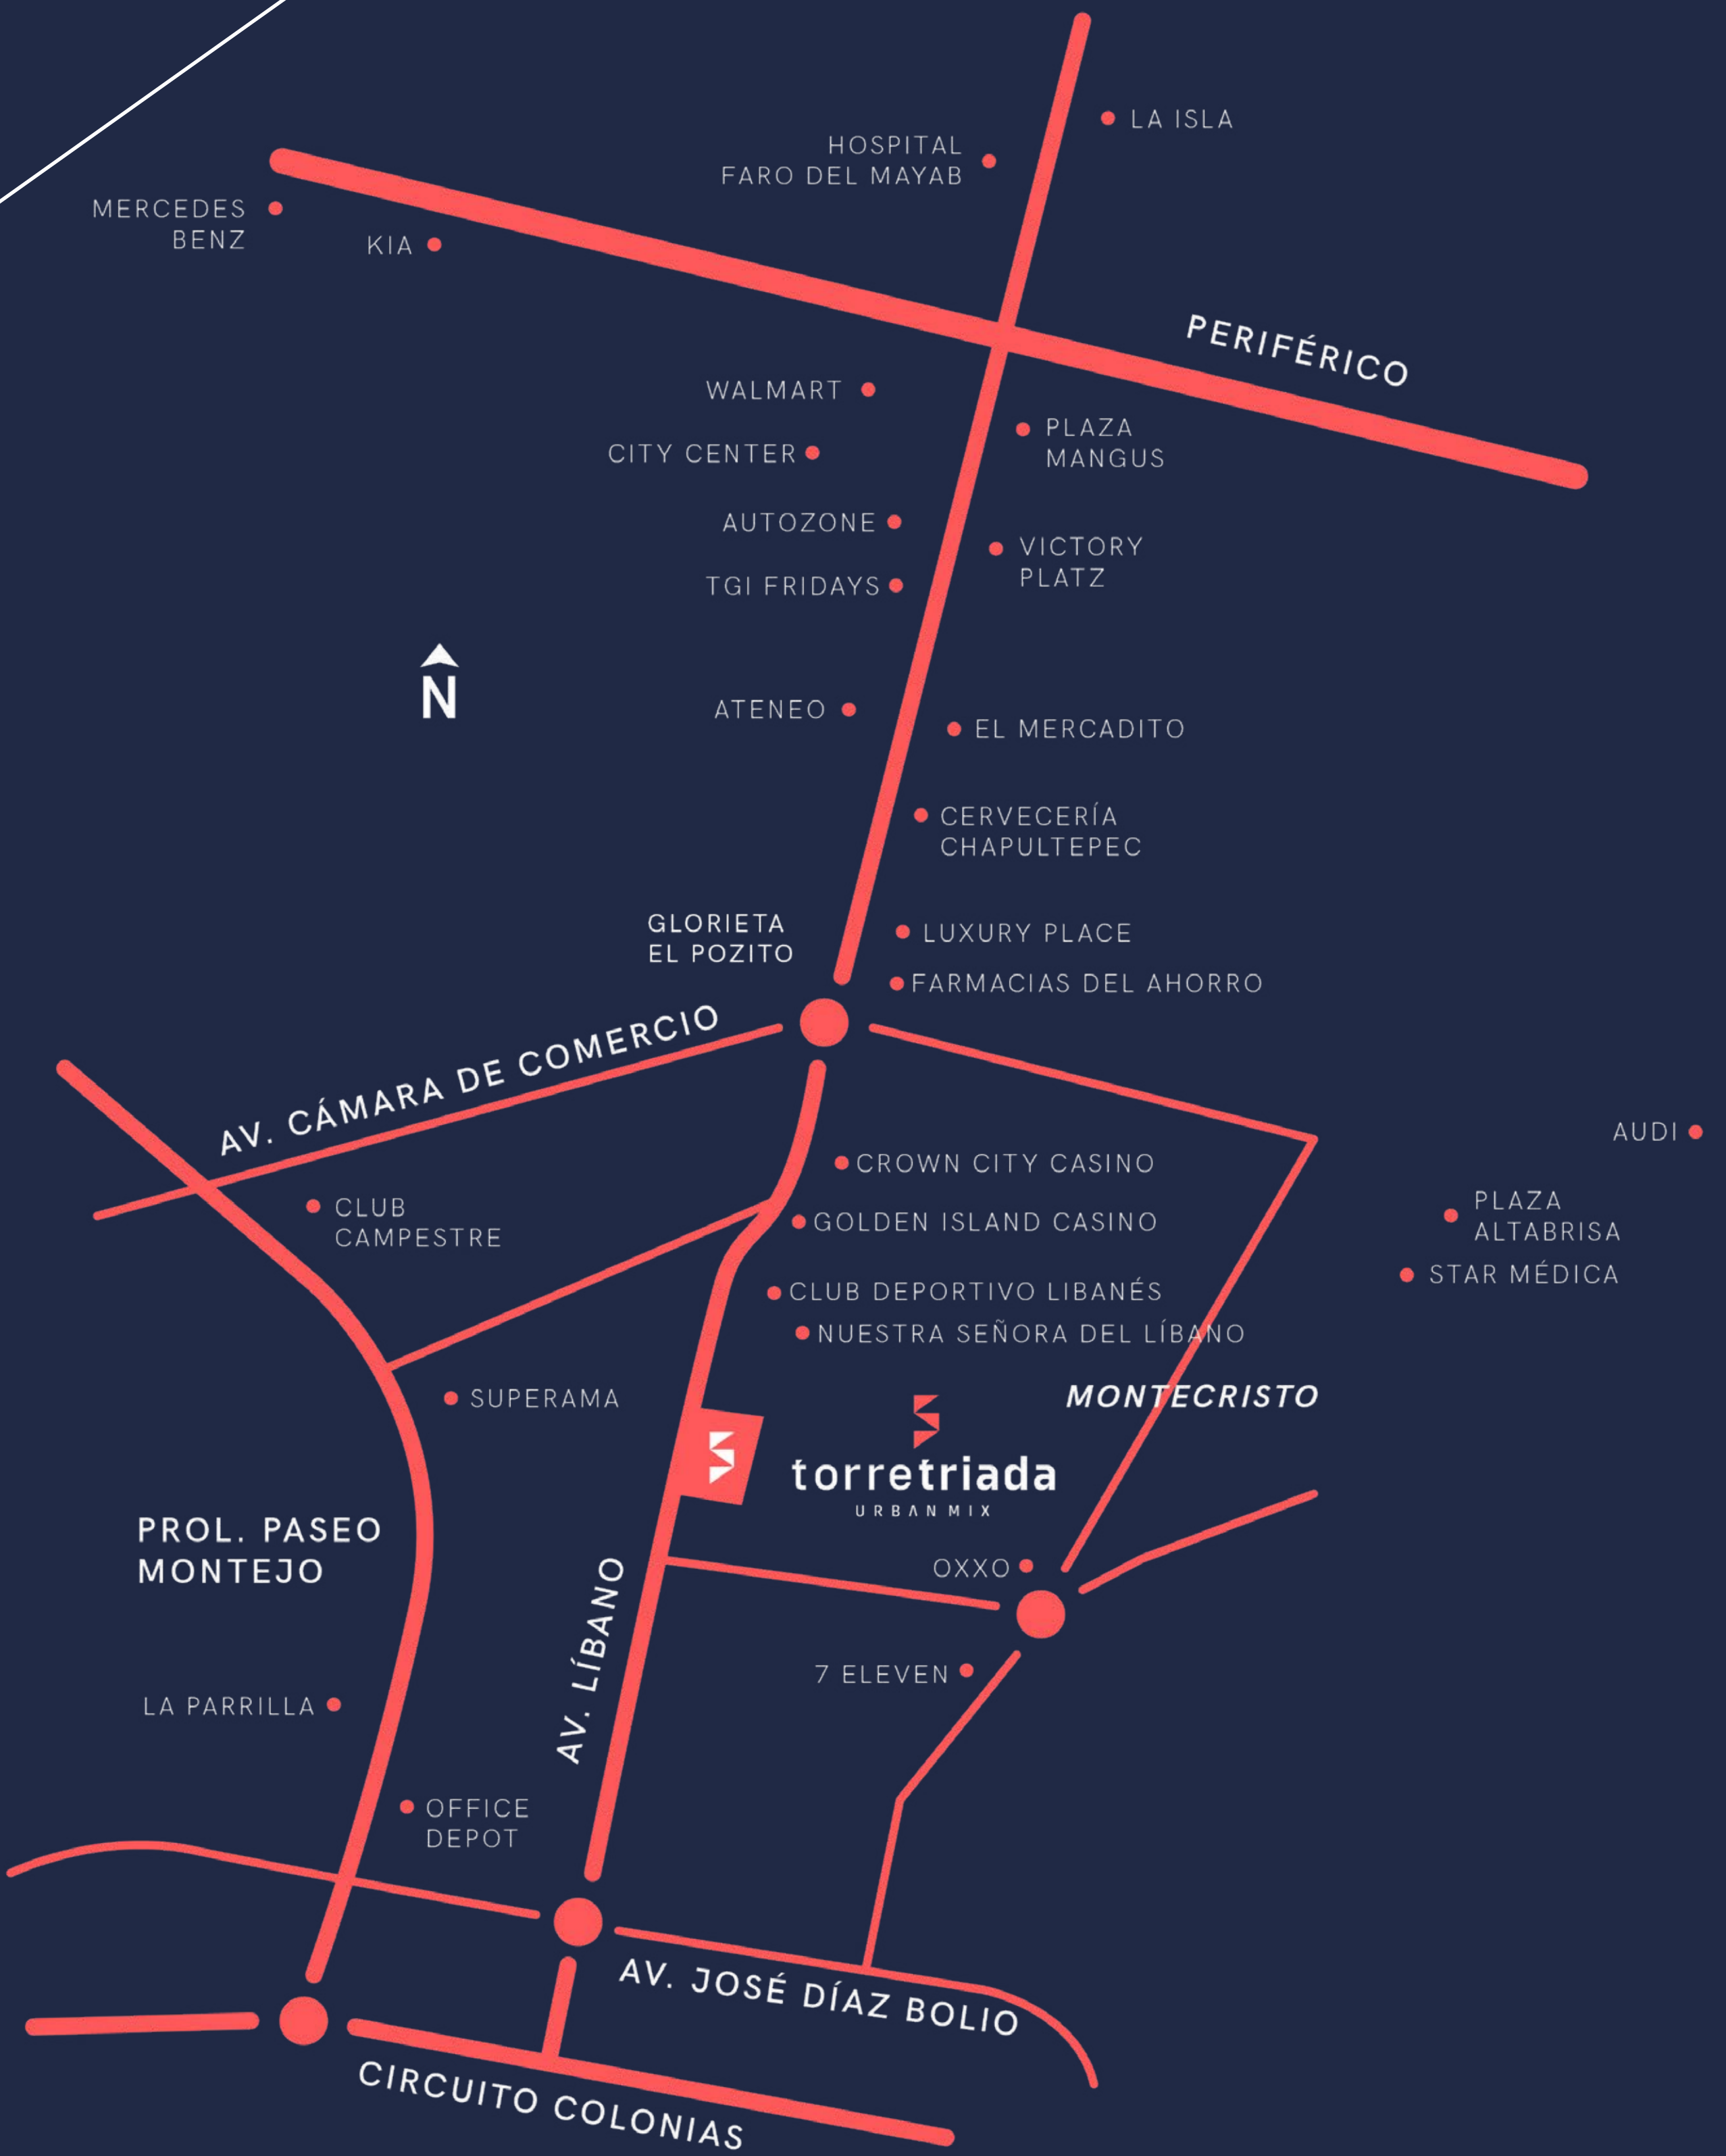 LA ISLA
HOSPITAL
FARO DEL MAYAB
MERCEDES
BENZ
KIA
PERIFÉRICO
WALMART
PLAZA
MANGUS
CITY CENTER
AUTOZONE
VICTORY
PLATZ
TGI FRIDAYS
N
ATENEO
EL MERCADITO
CERVECERÍA
CHAPULTEPEC
GLORIETA
EL POZITO
LUXURY PLACE
FARMACIAS DEL AHORRO
AV. CÁMARA DE COMERCIO
AUDI
CROWN CITY CASINO
CLUB
CAMPESTRE
PLAZA
ALTABRISA
GOLDEN ISLAND CASINO
STAR MÉDICA
CLUB DEPORTIVO LIBANÉS
NUESTRA SEÑORA DEL LÍBANO
SUPERAMA
MONTECRISTO
torretriada
URBANMIX
PROL. PASEO
MONTEJO
OXXO
AV. LÍBANO
7 ELEVEN
LA PARRILLA
OFFICE
DEPOT
AV. JOSÉ DÍAZ BOLIO
CIRCUITO COLONIAS